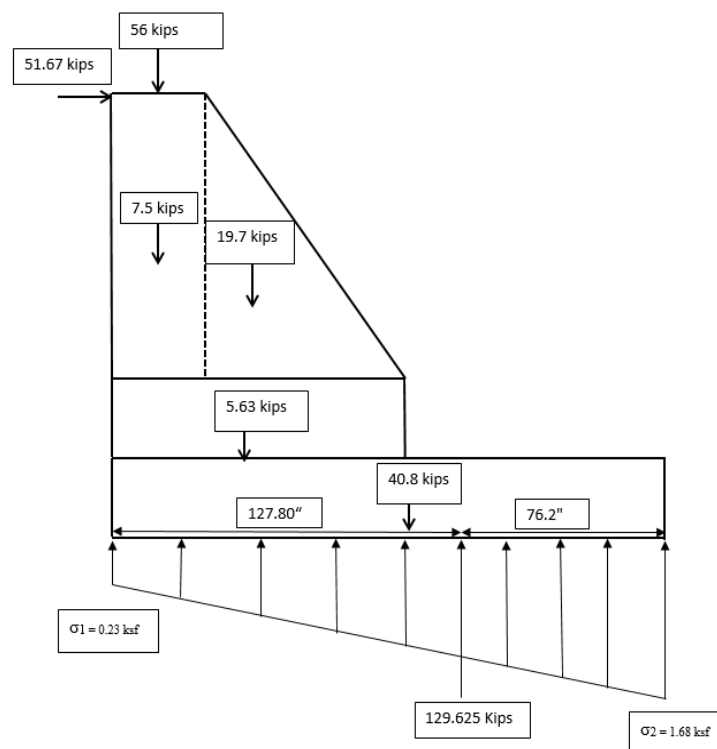 56 kips
51.67 kips
7.5 kips
19.7 kips
5.63 kips
40.8 kips
127.80“
76.2"
σ1 = 0.23 ksf
129.625 Kips
σ2 = 1.68 ksf